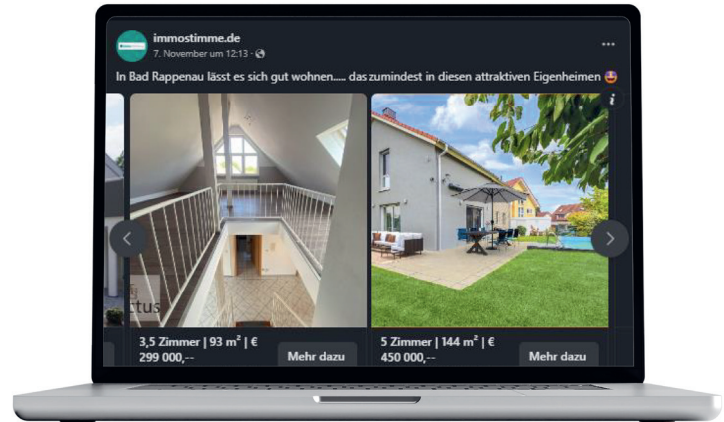 immostimme.de
7. November um 12:13 ·
In Bad Rappenau lässt es sich gut wohnen..... das zumindest in diesen attraktiven Eigenheimen 🤩
i
ctus
3,5 Zimmer | 93 m² | €
299 000,--
Mehr dazu
5 Zimmer | 144 m² | €
450 000,--
Mehr dazu